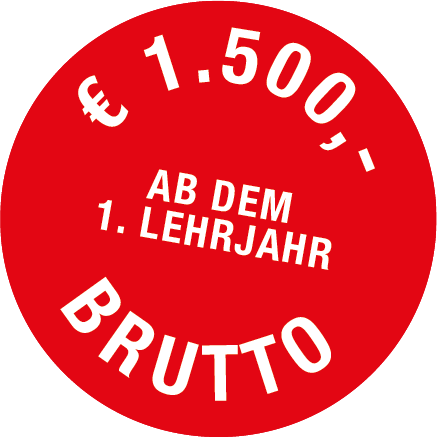 € 1.500,-
AB DEM
1. LEHRJAHR
BRUTTO